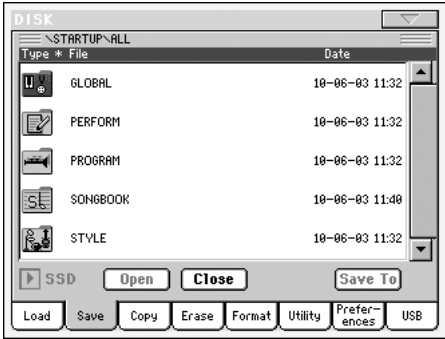 DISK
\STARTUP\ALL
Type * File Date
GLOBAL 10-06-03 11:32
PERFORM 10-06-03 11:32
PROGRAM 10-06-03 11:32
SONGBOOK 10-06-03 11:40
STYLE 10-06-03 11:32
SSD Open Close Save To
Load Save Copy Erase Format Utility Prefer-
ences USB